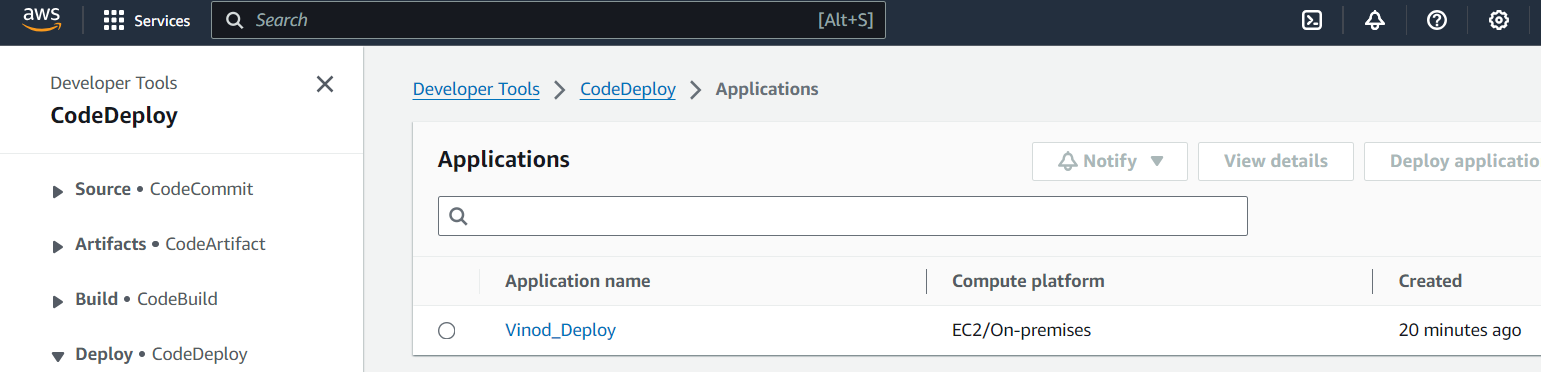 aws Services Search [Alt+S]
Developer Tools
CodeDeploy
Source • CodeCommit
Artifacts • CodeArtifact
Build • CodeBuild
Deploy • CodeDeploy
Developer Tools > CodeDeploy > Applications
Applications Notify View details Deploy applicatio
Application name Compute platform Created
Vinod_Deploy EC2/On-premises 20 minutes ago